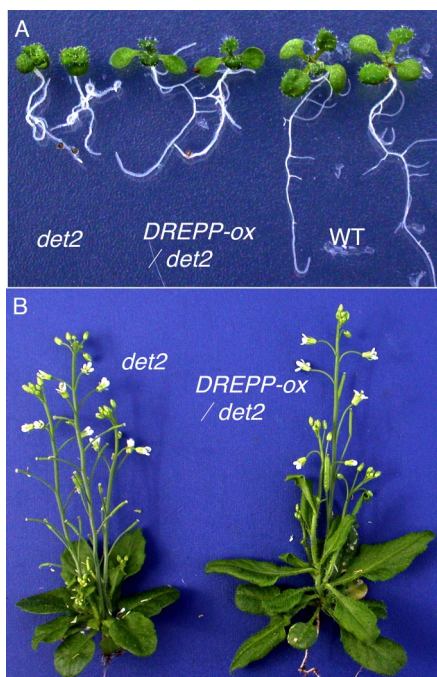 A
det2
DREPP-ox
/ det2
WT
B
det2
DREPP-ox
/ det2